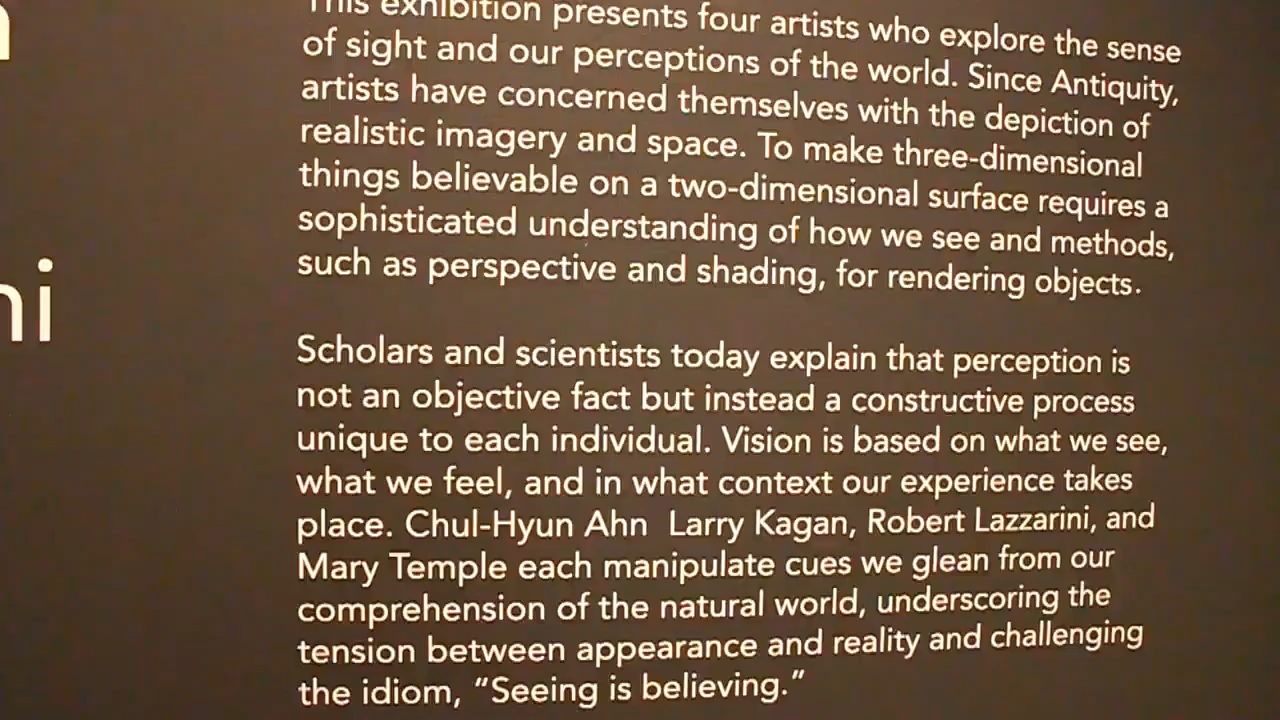 This exhibition presents four artists who explore the sense
of sight and our perceptions of the world. Since Antiquity,
artists have concerned themselves with the depiction of
realistic imagery and space. To make three-dimensional
things believable on a two-dimensional surface requires a
sophisticated understanding of how we see and methods,
such as perspective and shading, for rendering objects.
ni
Scholars and scientists today explain that perception is
not an objective fact but instead a constructive process
unique to each individual. Vision is based on what we see,
what we feel, and in what context our experience takes
place. Chul-Hyun Ahn  Larry Kagan, Robert Lazzarini, and
Mary Temple each manipulate cues we glean from our
comprehension of the natural world, underscoring the
tension between appearance and reality and challenging
the idiom, “Seeing is believing.”